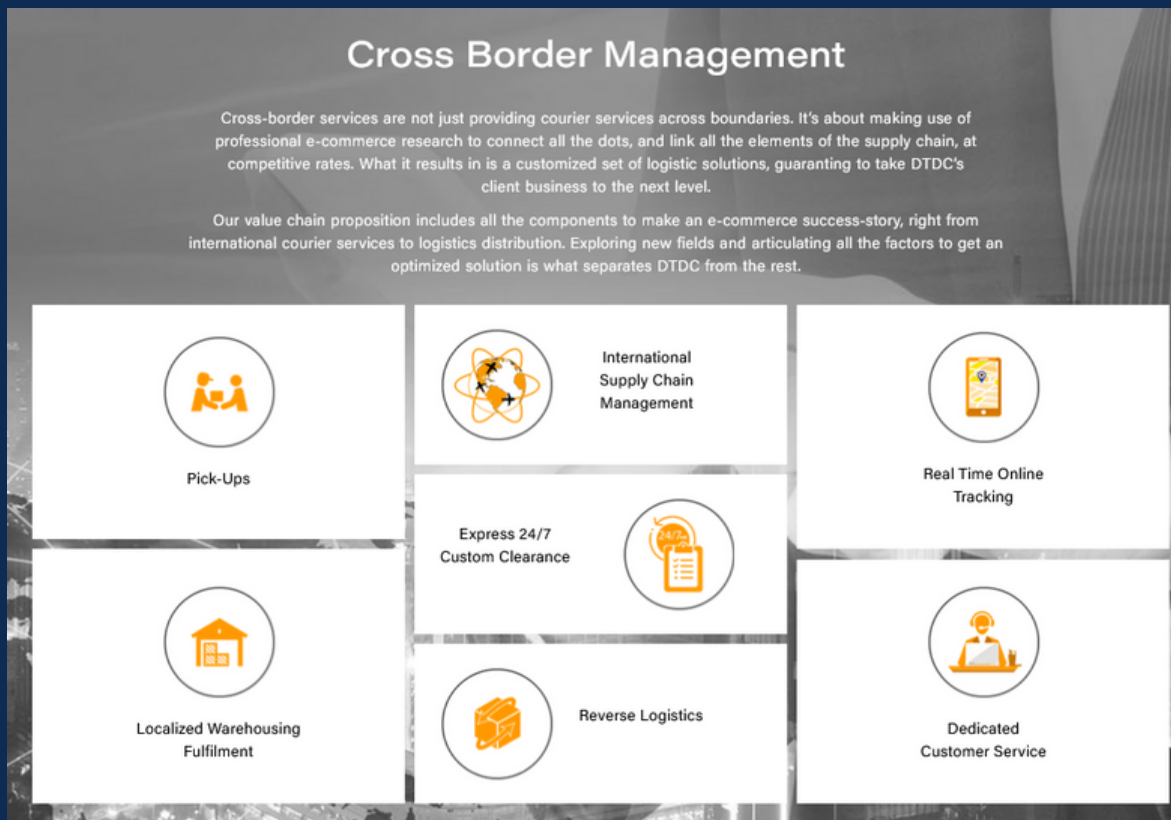 Cross Border Management
Cross-border services are not just providing courier services across boundaries. It's about making use of
professional e-commerce research to connect all the dots, and link all the elements of the supply chain, at
competitive rates. What it results in is a customized set of logistic solutions, guaranting to take DTDC's
client business to the next level.
Our value chain proposition includes all the components to make an e-commerce success-story, right from
international courier services to logistics distribution. Exploring new fields and articulating all the factors to get an
optimized solution is what separates DTDC from the rest.
Pick-Ups
International
Supply Chain
Management
Real Time Online
Tracking
Express 24/7
Custom Clearance
24/7
Localized Warehousing
Fulfilment
Reverse Logistics
Dedicated
Customer Service